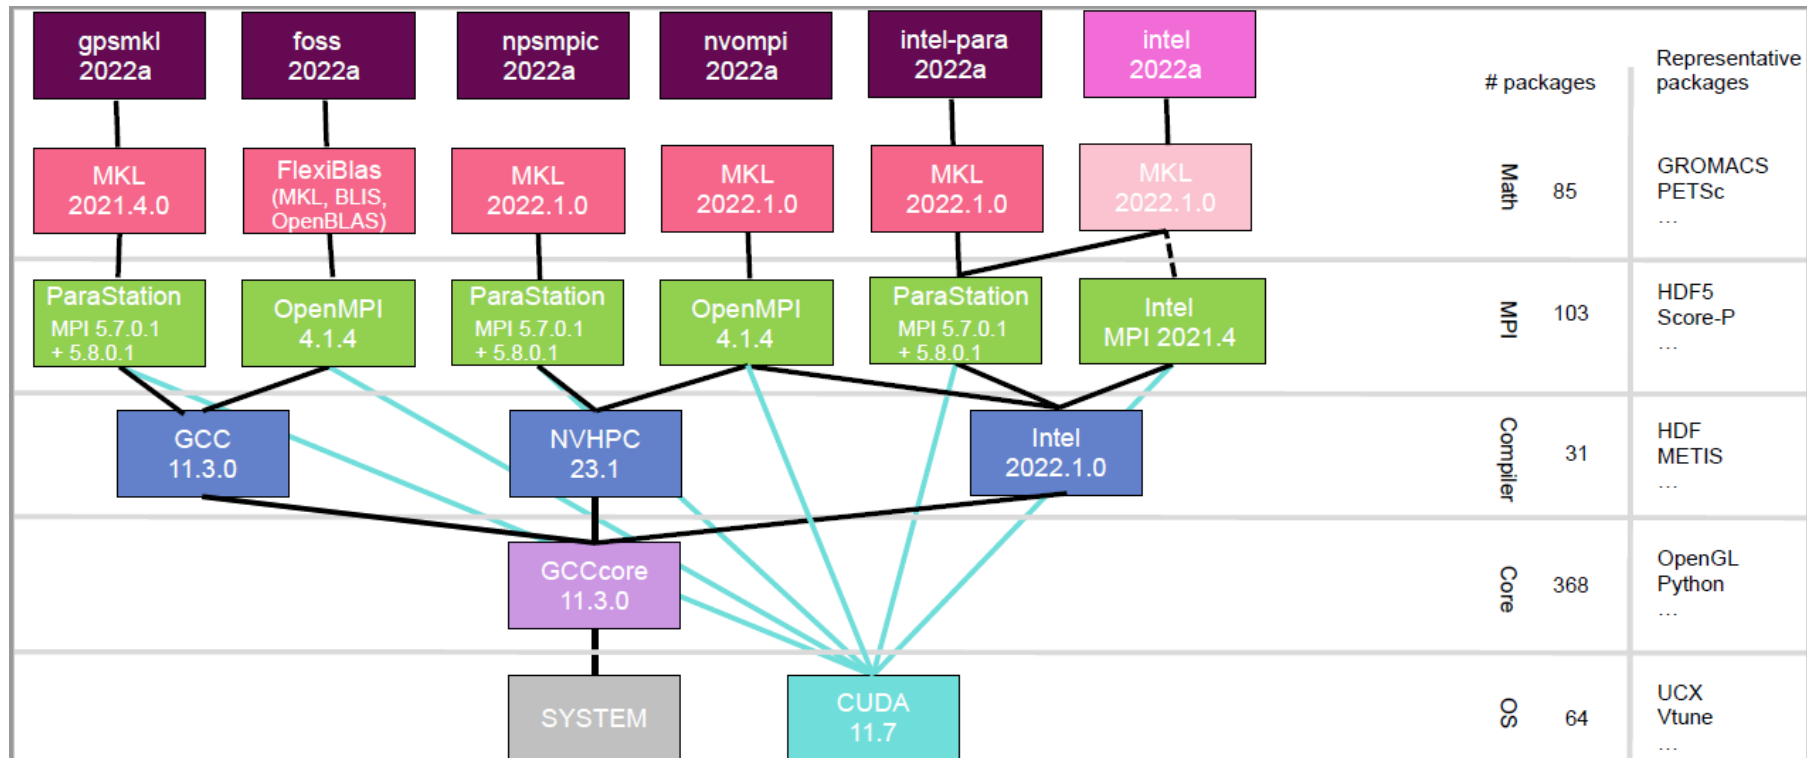 gpsmkl
2022a
foss
2022a
npsmpic
2022a
nvompi
2022a
intel-para
2022a
intel
2022a
# packages
Representative
packages
MKL
2021.4.0
FlexiBlas
(MKL, BLIS,
OpenBLAS)
MKL
2022.1.0
MKL
2022.1.0
MKL
2022.1.0
MKL
2022.1.0
Math
85
GROMACS
PETSc
...
ParaStation
MPI 5.7.0.1
+ 5.8.0.1
OpenMPI
4.1.4
ParaStation
MPI 5.7.0.1
+ 5.8.0.1
OpenMPI
4.1.4
ParaStation
MPI 5.7.0.1
+ 5.8.0.1
Intel
MPI 2021.4
MPI
103
HDF5
Score-P
...
GCC
11.3.0
NVHPC
23.1
Intel
2022.1.0
Compiler
31
HDF
METIS
...
GCCcore
11.3.0
Core
368
OpenGL
Python
...
SYSTEM
CUDA
11.7
OS
64
UCX
Vtune
...